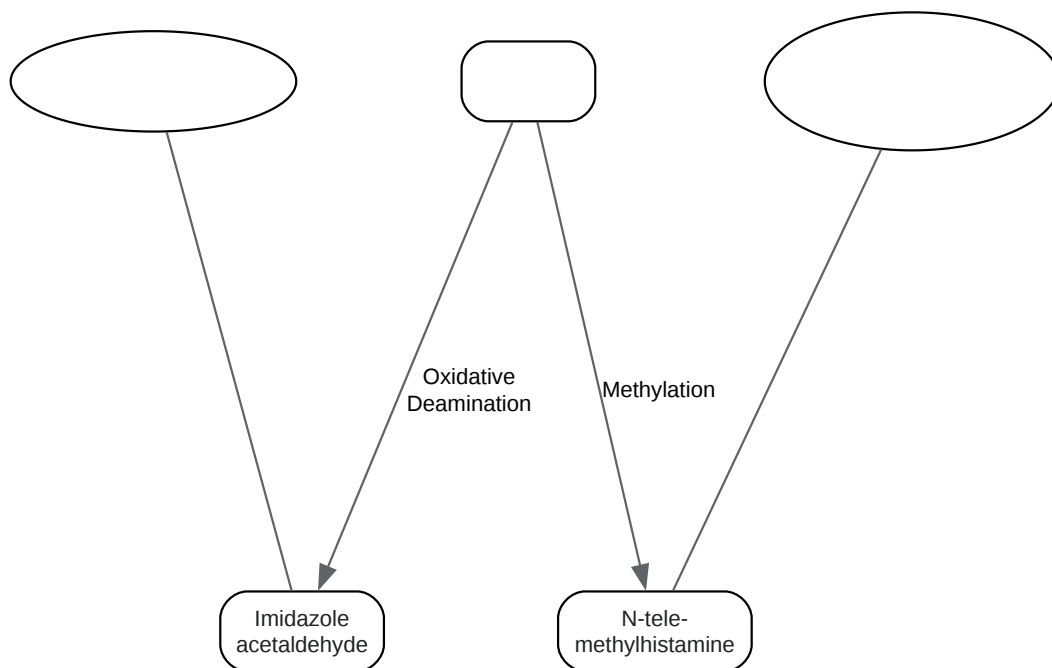 Oxidative
Deamination
Methylation
Imidazole
acetaldehyde
N-tele-
methylhistamine